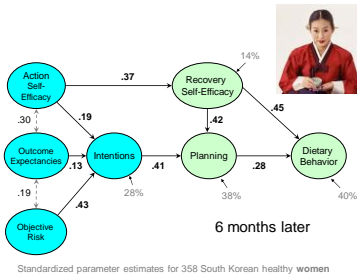 14%
Action
Self-
Efficacy
.37
Recovery
Self-Efficacy
.30
.19
.42
.45
Outcome
Expectancies
.13
Intentions
.41
Planning
.28
Dietary
Behavior
.19
.43
28%
38%
40%
Objective
Risk
6 months later
Standardized parameter estimates for 358 South Korean healthy women